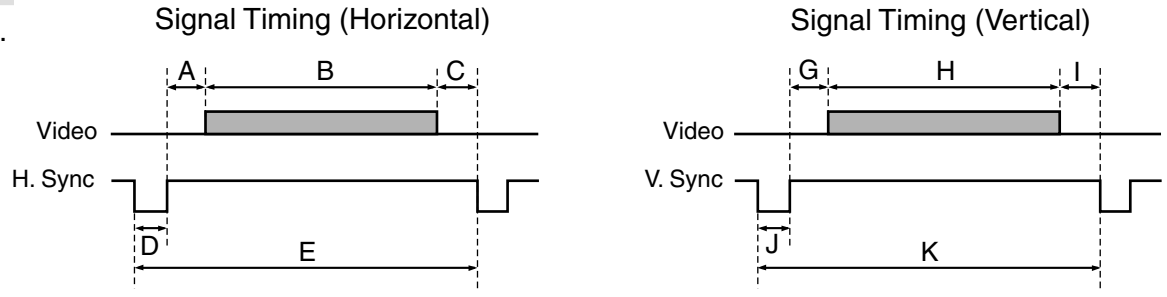 Signal Timing (Horizontal)
A B C
Video
H. Sync
D
E
Signal Timing (Vertical)
G H I
Video
V. Sync
J
K